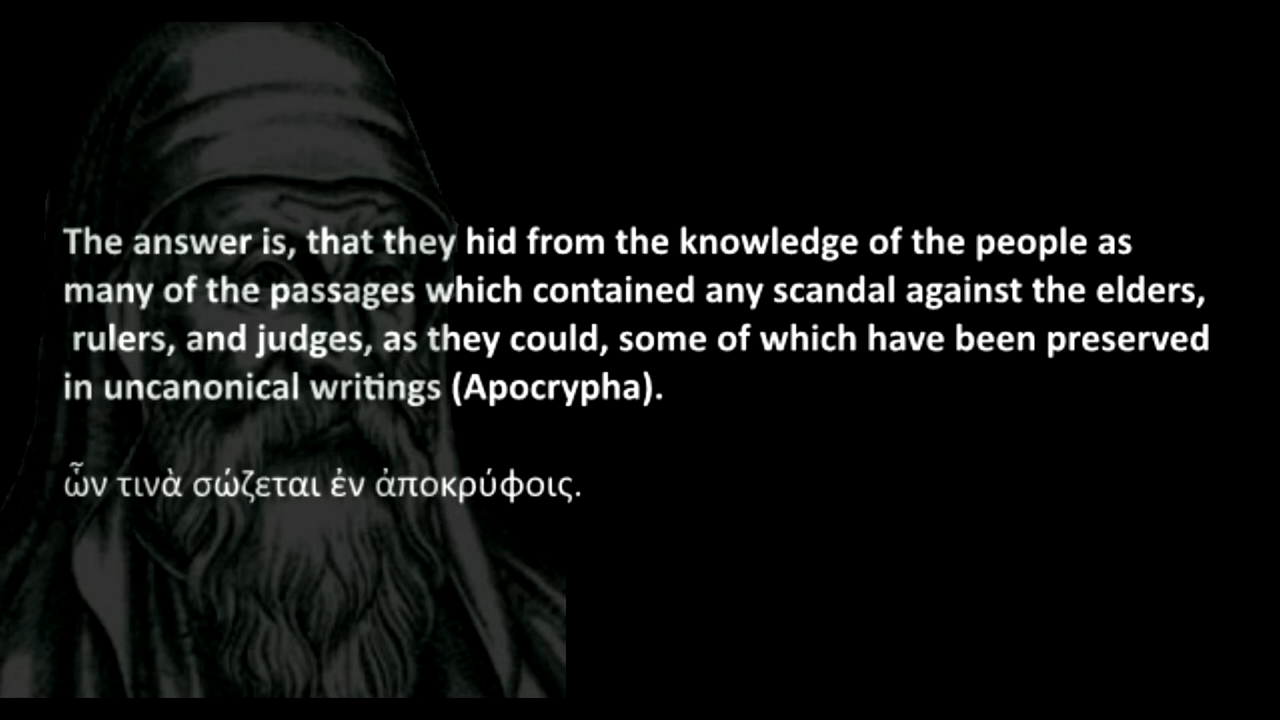 The answer is, that they hid from the knowledge of the people as
many of the passages which contained any scandal against the elders,
rulers, and judges, as they could, some of which have been preserved
in uncanonical writings (Apocrypha).
ὧν τινὰ σώζεται ἐν ἀποκρύφοις.